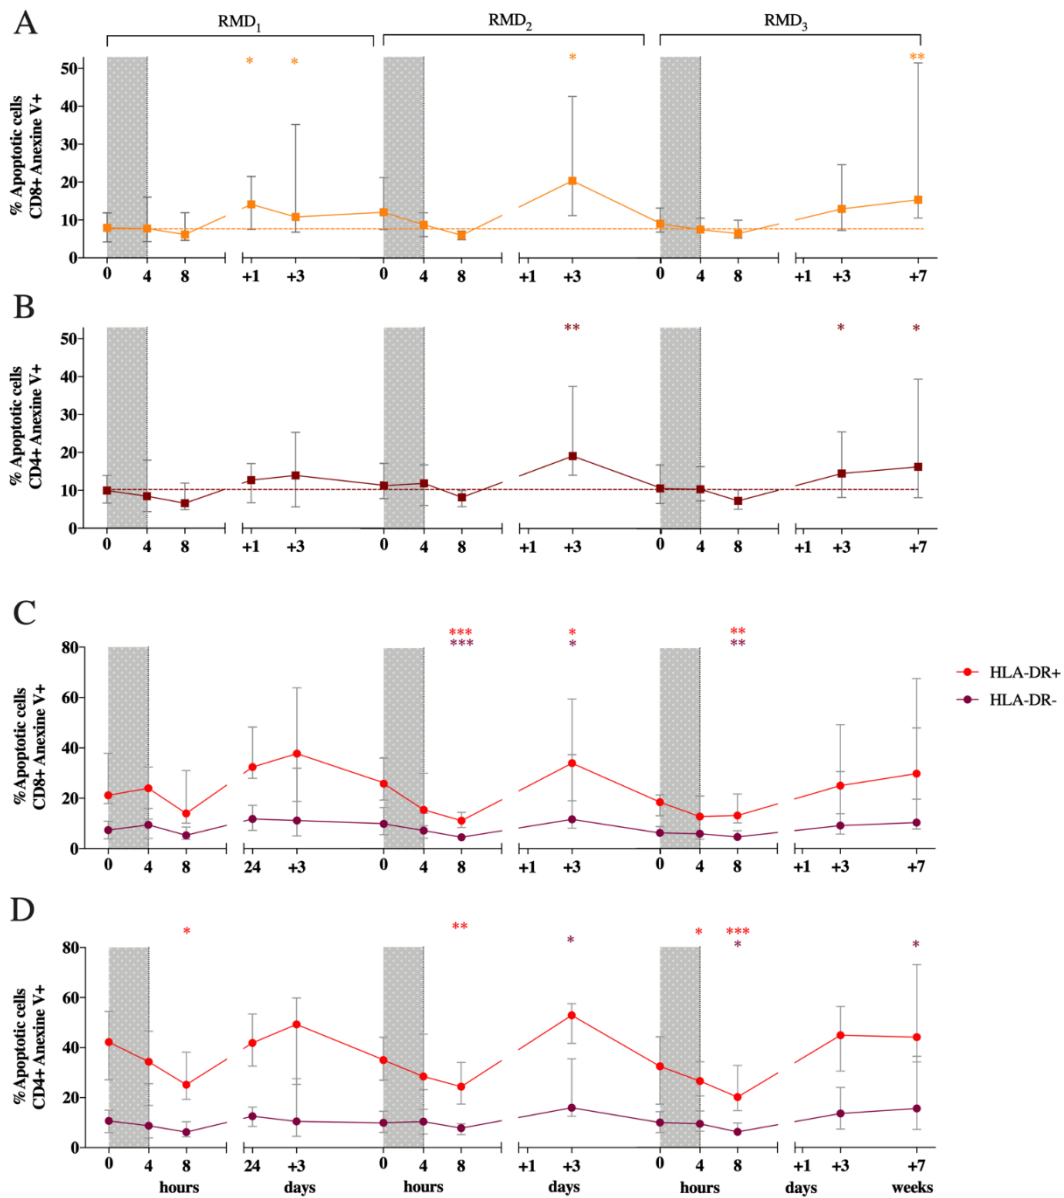 A
RMD1 RMD2 RMD3
* * * **
% Apoptotic cells
CD8+ Anexine V+
50
40
30
20
10
0
0 4 8 +1 +3 0 4 8 +1 +3 0 4 8 +1 +3 +7
B
** * *
% Apoptotic cells
CD4+ Anexine V+
50
40
30
20
10
0
0 4 8 +1 +3 0 4 8 +1 +3 0 4 8 +1 +3 +7
C
*** * **
*** * **
%Apoptotic cells
CD8+ Anexine V+
80
60
40
20
0
0 4 8 24 +3 0 4 8 +1 +3 0 4 8 +1 +3 +7
HLA-DR+
HLA-DR-
D
* ** * ***
* * *
% Apoptotic cells
CD4+ Anexine V+
80
60
40
20
0
0 4 8 24 +3 0 4 8 +1 +3 0 4 8 +1 +3 +7
hours days hours days hours days weeks